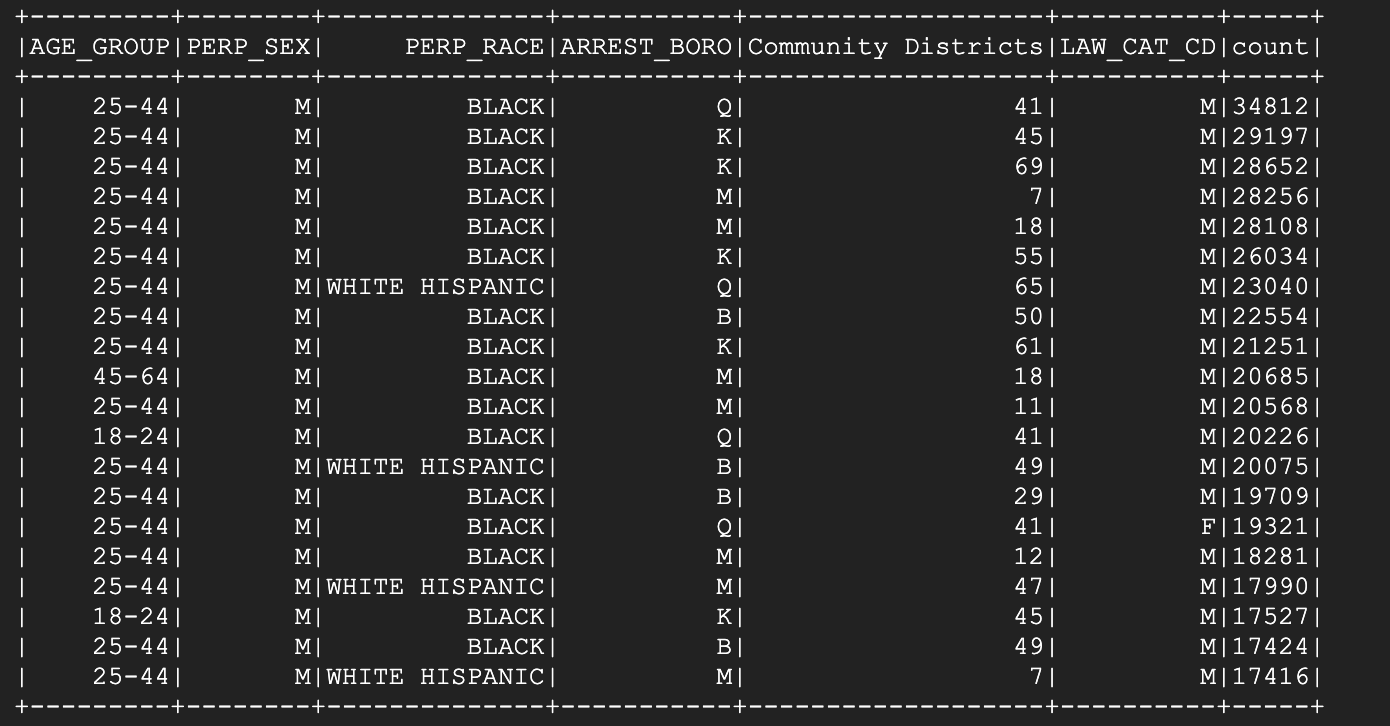 +---------+--------+--------------+-----------+-------------------+----------+-----+
|AGE_GROUP|PERP_SEX|     PERP_RACE|ARREST_BORO|Community Districts|LAW_CAT_CD|count|
+---------+--------+--------------+-----------+-------------------+----------+-----+
|    25-44|       M|         BLACK|          Q|                 41|         M|34812|
|    25-44|       M|         BLACK|          K|                 45|         M|29197|
|    25-44|       M|         BLACK|          K|                 69|         M|28652|
|    25-44|       M|         BLACK|          M|                  7|         M|28256|
|    25-44|       M|         BLACK|          M|                 18|         M|28108|
|    25-44|       M|         BLACK|          K|                 55|         M|26034|
|    25-44|       M|WHITE HISPANIC|          Q|                 65|         M|23040|
|    25-44|       M|         BLACK|          B|                 50|         M|22554|
|    25-44|       M|         BLACK|          K|                 61|         M|21251|
|    45-64|       M|         BLACK|          M|                 18|         M|20685|
|    25-44|       M|         BLACK|          M|                 11|         M|20568|
|    18-24|       M|         BLACK|          Q|                 41|         M|20226|
|    25-44|       M|WHITE HISPANIC|          B|                 49|         M|20075|
|    25-44|       M|         BLACK|          B|                 29|         M|19709|
|    25-44|       M|         BLACK|          Q|                 41|         F|19321|
|    25-44|       M|         BLACK|          M|                 12|         M|18281|
|    25-44|       M|WHITE HISPANIC|          M|                 47|         M|17990|
|    18-24|       M|         BLACK|          K|                 45|         M|17527|
|    25-44|       M|         BLACK|          B|                 49|         M|17424|
|    25-44|       M|WHITE HISPANIC|          M|                  7|         M|17416|
+---------+--------+--------------+-----------+-------------------+----------+-----+